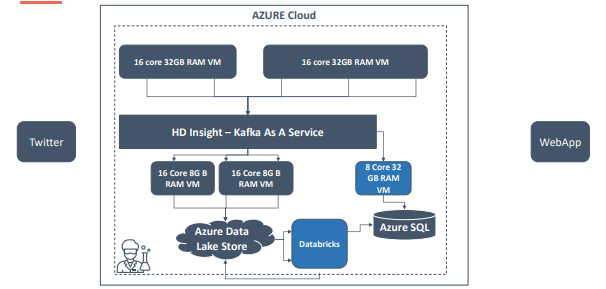 AZURE Cloud
16 core 32GB RAM VM
16 core 32GB RAM VM
HD Insight – Kafka As A Service
Twitter
WebApp
16 Core 8G B
RAM VM
16 Core 8G B
RAM VM
8 Core 32
GB RAM
VM
Azure Data
Lake Store
Databricks
Azure SQL